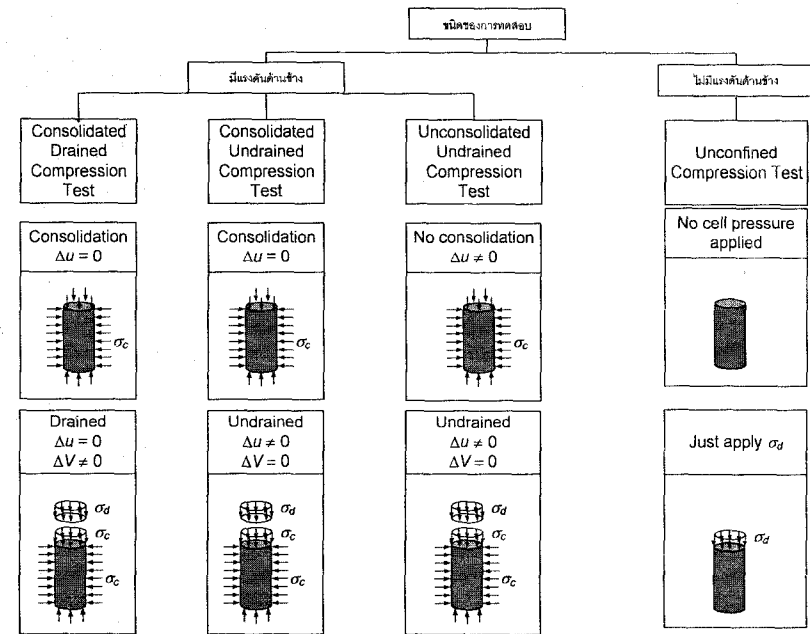 ชนิดของการทดสอบ
มีแรงดันด้านข้าง
ไม่มีแรงดันด้านข้าง
Consolidated
Drained
Compression
Test
Consolidated
Undrained
Compression
Test
Unconsolidated
Undrained
Compression
Test
Unconfined
Compression Test
Consolidation
Δu = 0
Consolidation
Δu = 0
No consolidation
Δu ≠ 0
No cell pressure
applied
σc
σc
σc
Drained
Δu = 0
ΔV ≠ 0
Undrained
Δu ≠ 0
ΔV = 0
Undrained
Δu ≠ 0
ΔV = 0
Just apply σd
σd
σc
σc
σd
σc
σc
σd
σc
σc
σd